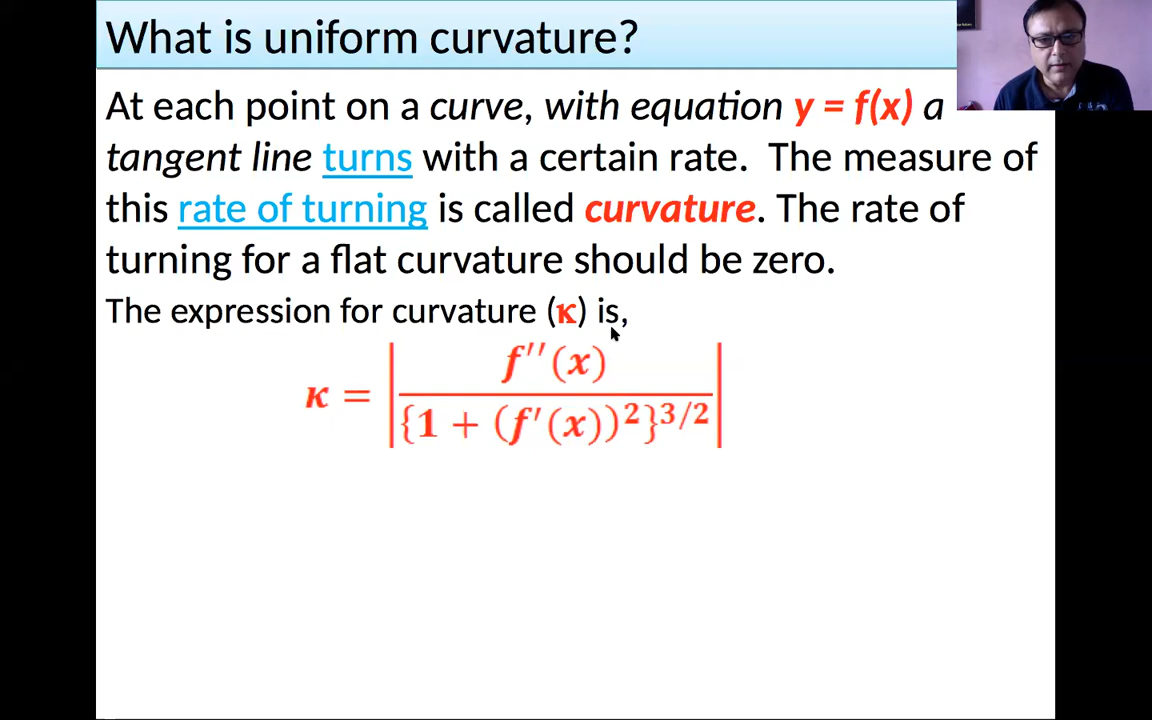 What is uniform curvature?
At each point on a curve, with equation y = f(x) a
tangent line turns with a certain rate. The measure of
this rate of turning is called curvature. The rate of
turning for a flat curvature should be zero.
The expression for curvature (κ) is,
κ = | f′′(x) / {1 + (f′(x))²}^3/2 |